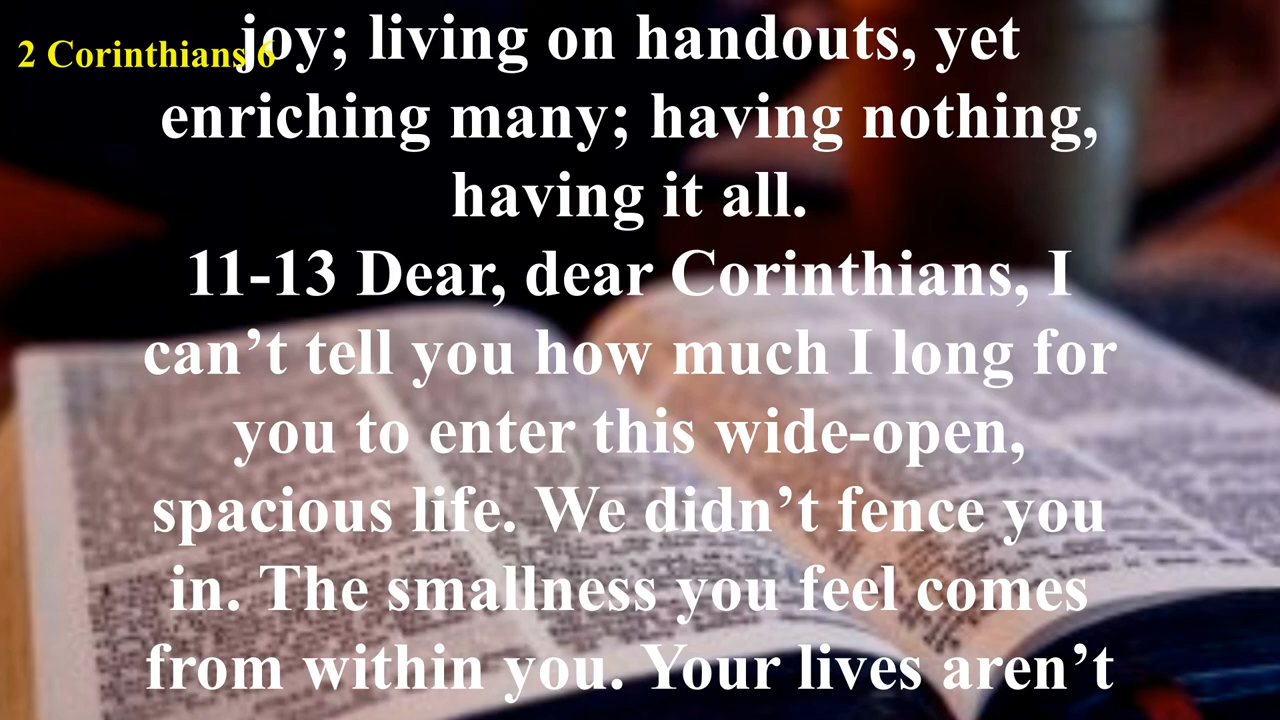 2 Corinthians 6
joy; living on handouts, yet
enriching many; having nothing,
having it all.
11-13 Dear, dear Corinthians, I
can’t tell you how much I long for
you to enter this wide-open,
spacious life. We didn’t fence you
in. The smallness you feel comes
from within you. Your lives aren’t